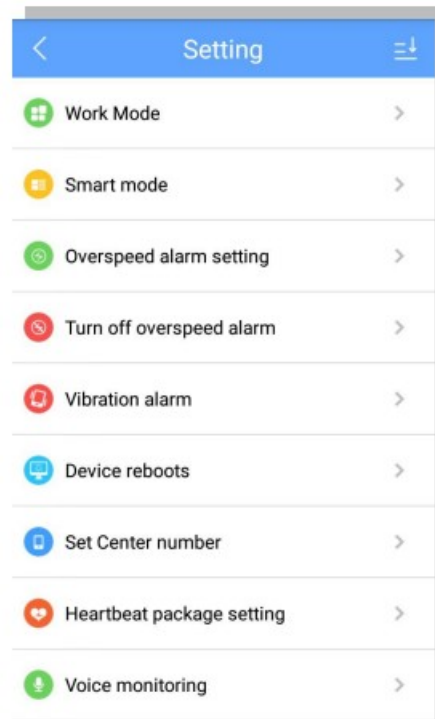 Setting
Work Mode
Smart mode
Overspeed alarm setting
Turn off overspeed alarm
Vibration alarm
Device reboots
Set Center number
Heartbeat package setting
Voice monitoring